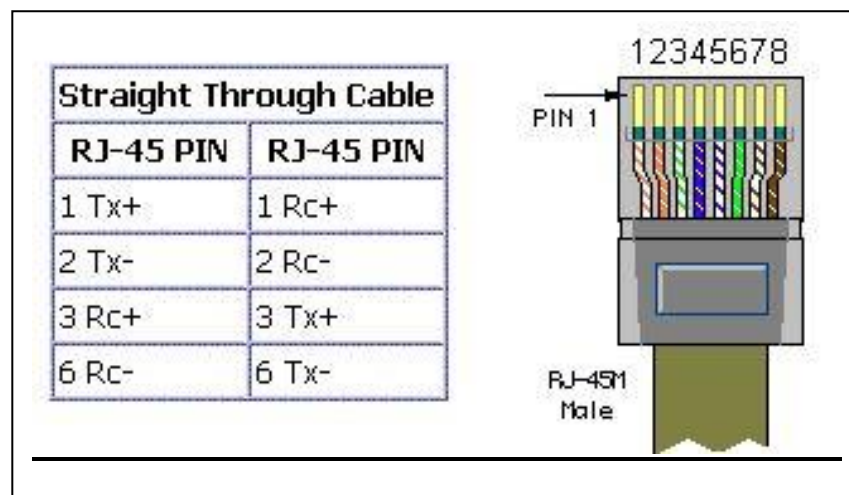 Straight Through Cable
RJ-45 PIN RJ-45 PIN
1 Tx+ 1 Rc+
2 Tx- 2 Rc-
3 Rc+ 3 Tx+
6 Rc- 6 Tx-
12345678
PIN 1
RJ-45M
Male